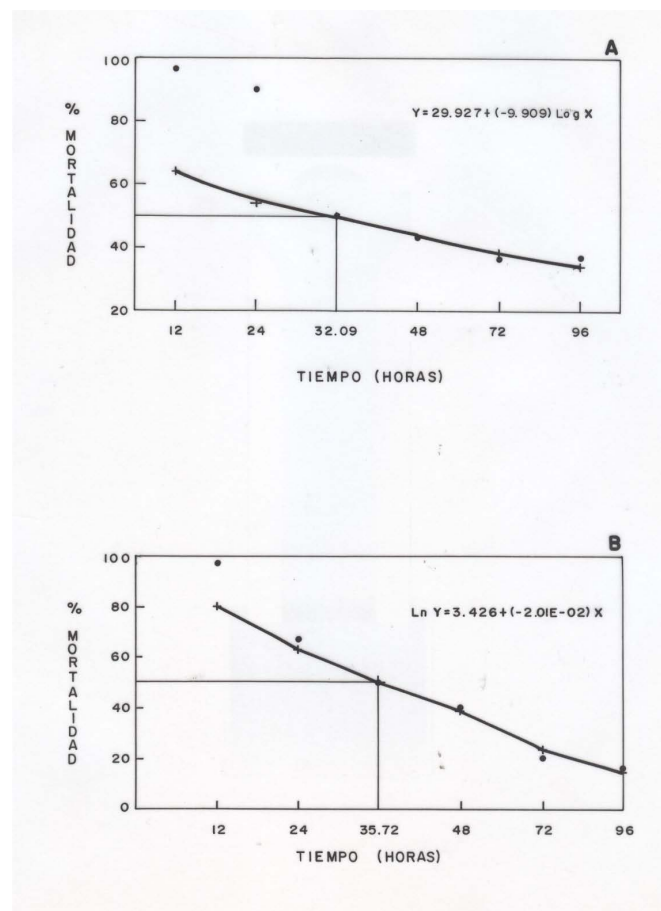 A
100
80
60
40
20
% MORTALIDAD
Y=29.927+(-9.909) Log X
12 24 32.09 48 72 96
TIEMPO (HORAS)
B
100
80
60
40
20
0
% MORTALIDAD
Ln Y=3.426+(-2.01E-02) X
12 24 35.72 48 72 96
TIEMPO (HORAS)